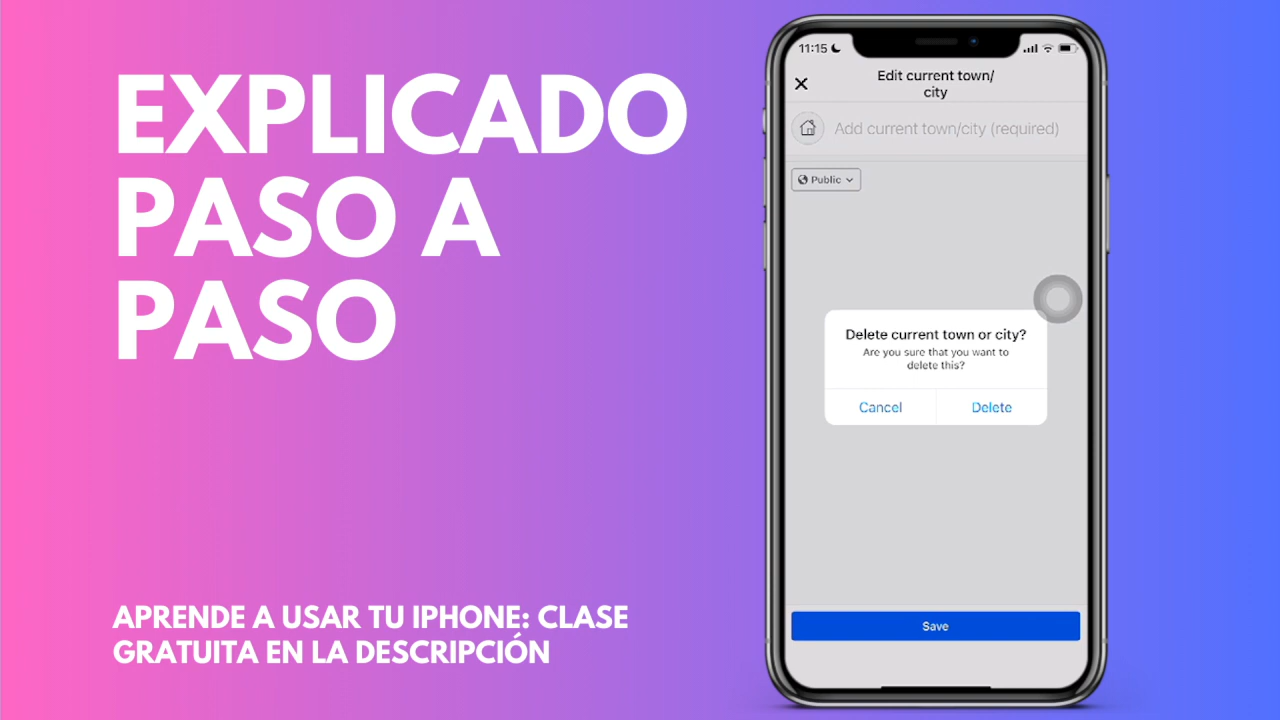 EXPLICADO
PASO A
PASO
APRENDE A USAR TU IPHONE: CLASE
GRATUITA EN LA DESCRIPCIÓN
11:15
Edit current town/
city
Add current town/city (required)
Public
Delete current town or city?
Are you sure that you want to
delete this?
Cancel
Delete
Save